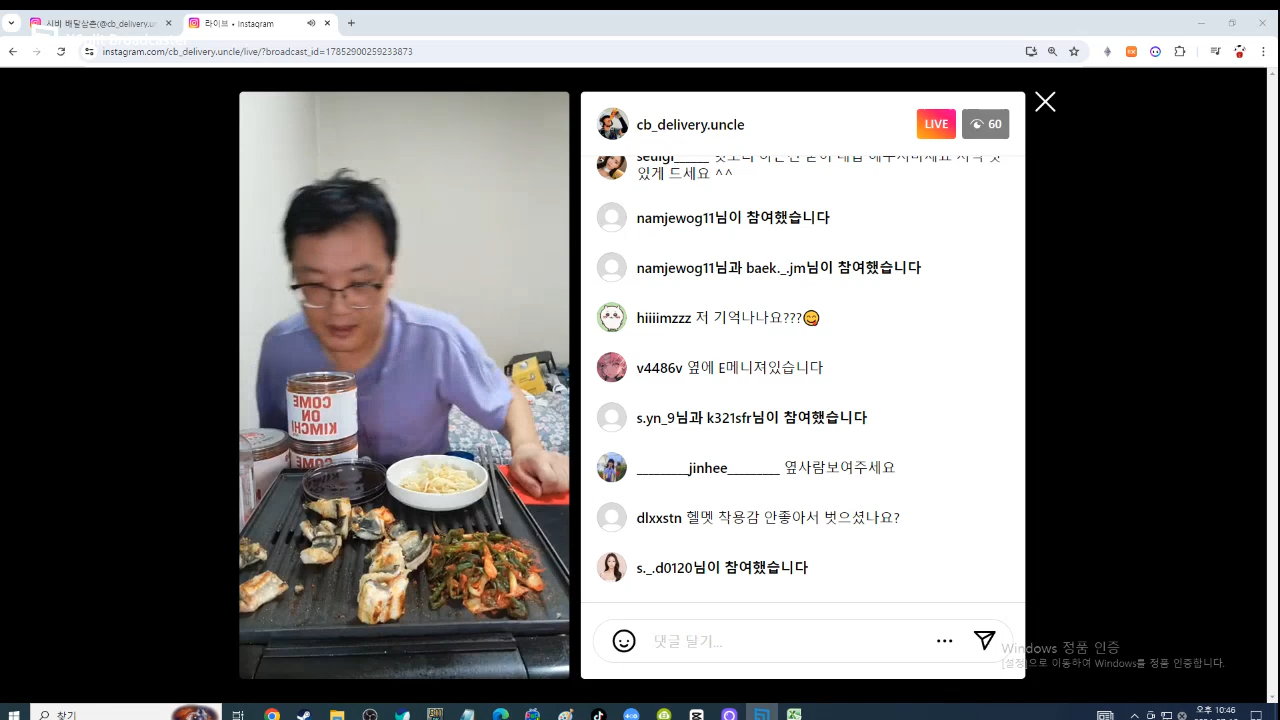 시버 배달삼촌(@cb_delivery.un
라이브 • Instagram
instagram.com/cb_delivery.uncle/live/?broadcast_id=17852900259233873
cb_delivery.uncle
LIVE
60
있게 드세요 ^^
namjewog11님이 참여했습니다
namjewog11님과 baek._.jm님이 참여했습니다
hiiiimzzz 저 기억나나요???😋
v4486v 옆에 E메니져있습니다
s.yn_9님과 k321sfr님이 참여했습니다
_________jinhee_________ 옆사람보여주세요
dlxxstn 헬멧 착용감 안좋아서 벗으셨나요?
s._.d0120님이 참여했습니다
댓글 달기...
COME
ON
KIMCHI
COME
Windows 정품 인증
[설정]으로 이동하여 Windows를 정품 인증합니다.
찾기
오후 10:46